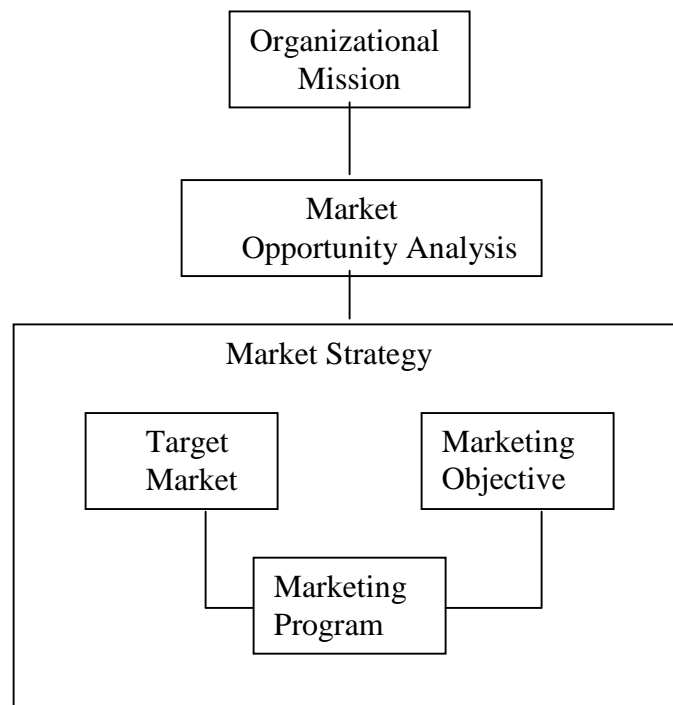 Organizational
Mission
Market
Opportunity Analysis
Market Strategy
Target
Market
Marketing
Objective
Marketing
Program